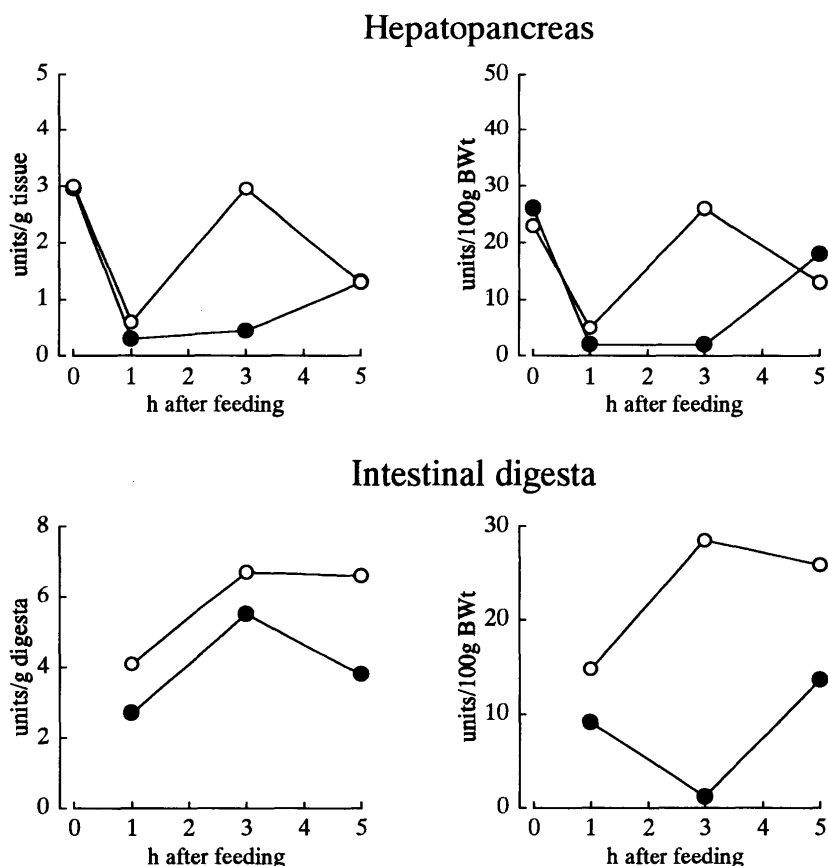 Hepatopancreas
units/g tissue
5
4
3
2
1
0
0 1 2 3 4 5
h after feeding
units/100g BWt
50
40
30
20
10
0
0 1 2 3 4 5
h after feeding
Intestinal digesta
units/g digesta
8
6
4
2
0
0 1 2 3 4 5
h after feeding
units/100g BWt
30
20
10
0
0 1 2 3 4 5
h after feeding